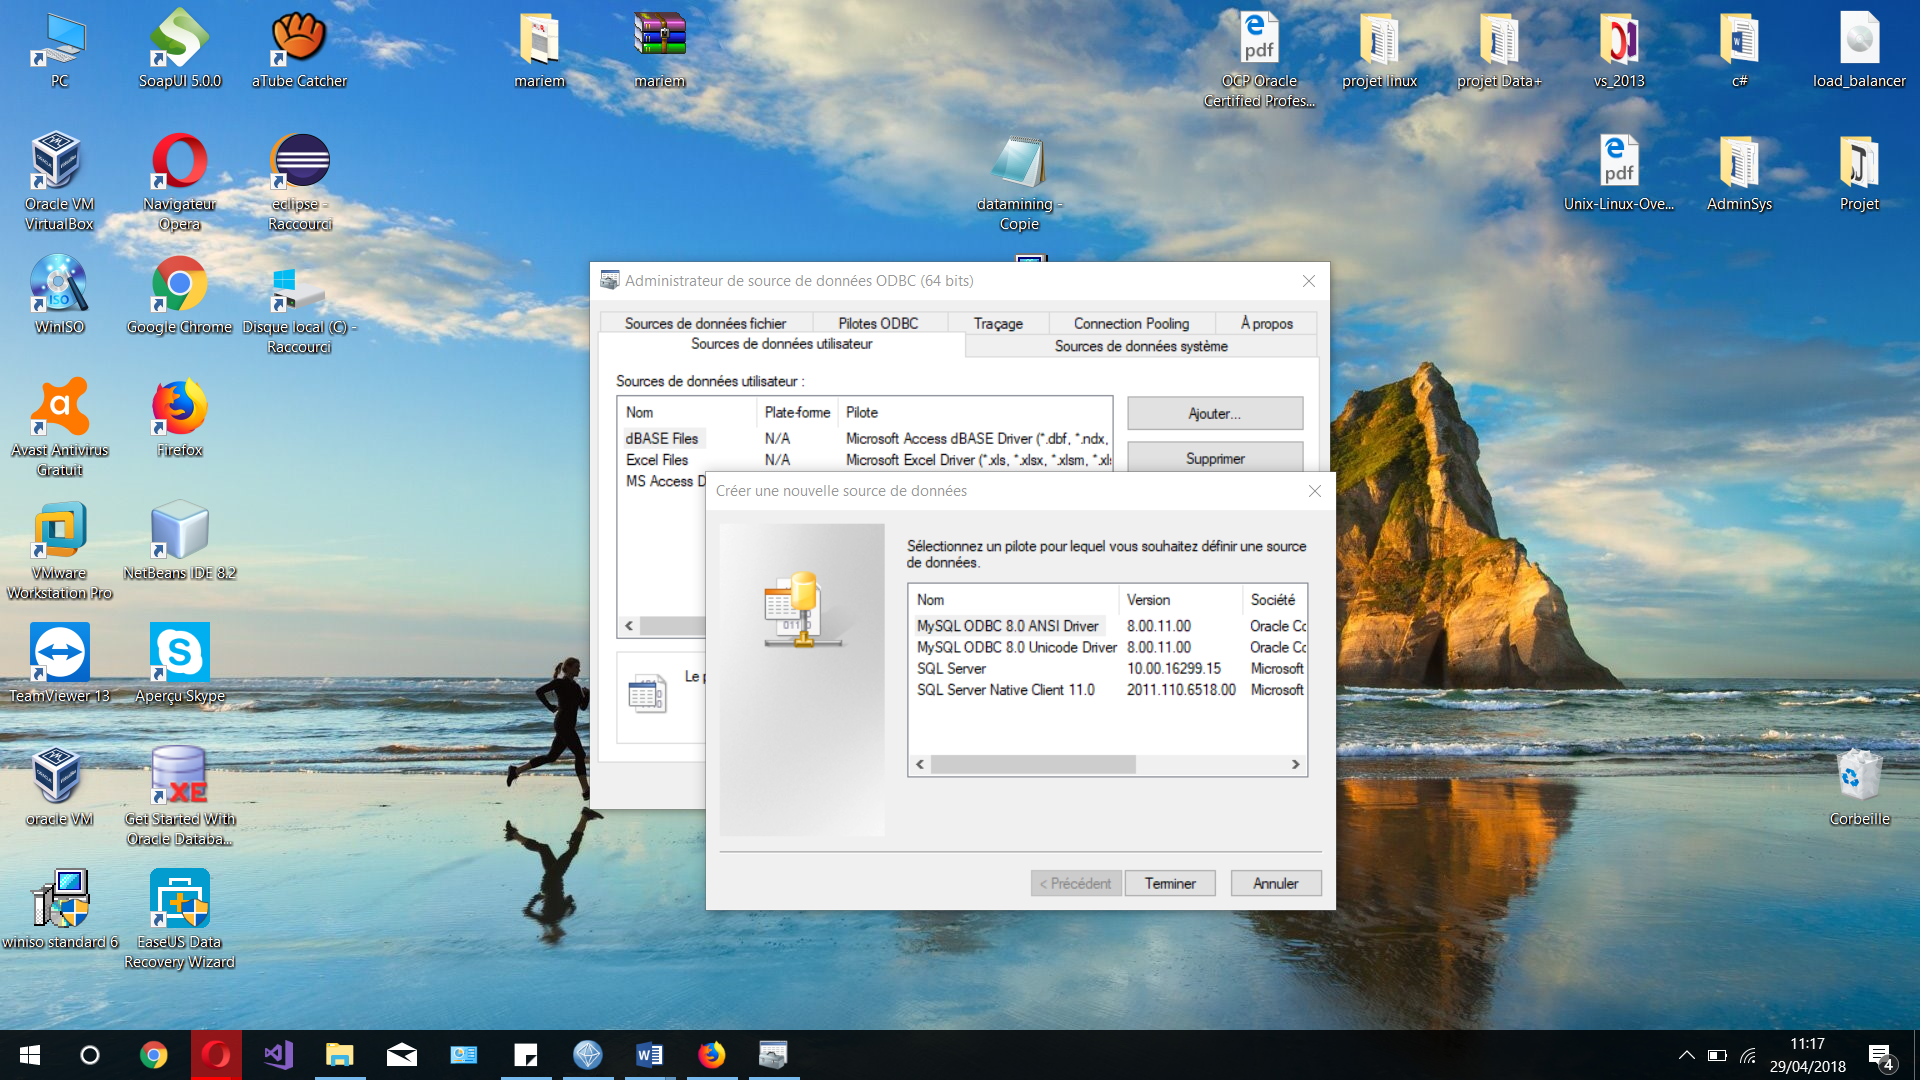 PC
SoapUI 5.0.0
aTube Catcher
mariem
mariem
pdf
OCP Oracle
Certified Profes...
projet linux
projet Data+
vs_2013
c#
load_balancer
Oracle VM
VirtualBox
Navigateur
Opera
eclipse -
Raccourci
datamining -
Copie
pdf
Unix-Linux-Ove...
AdminSys
Projet
ISO
WinISO
Google Chrome
Disque local (C) -
Raccourci
Avast Antivirus
Gratuit
Firefox
VMware
Workstation Pro
NetBeans IDE 8.2
TeamViewer 13
Aperçu Skype
oracle VM
XE
Get Started With
Oracle Databa...
winiso standard 6
EaseUS Data
Recovery Wizard
Corbeille
Administrateur de source de données ODBC (64 bits)
Sources de données fichier
Pilotes ODBC
Traçage
Connection Pooling
À propos
Sources de données utilisateur
Sources de données système
Sources de données utilisateur :
Nom Plate-forme Pilote
dBASE Files N/A Microsoft Access dBASE Driver (*.dbf, *.ndx,
Excel Files N/A Microsoft Excel Driver (*.xls, *.xlsx, *.xlsm, *.xl
MS Access D
Ajouter...
Supprimer
Le p
Créer une nouvelle source de données
Sélectionnez un pilote pour lequel vous souhaitez définir une source
de données.
Nom Version Société
MySQL ODBC 8.0 ANSI Driver 8.00.11.00 Oracle Co
MySQL ODBC 8.0 Unicode Driver 8.00.11.00 Oracle Co
SQL Server 10.00.16299.15 Microsoft
SQL Server Native Client 11.0 2011.110.6518.00 Microsoft
< Précédent
Terminer
Annuler
11:17
29/04/2018
4